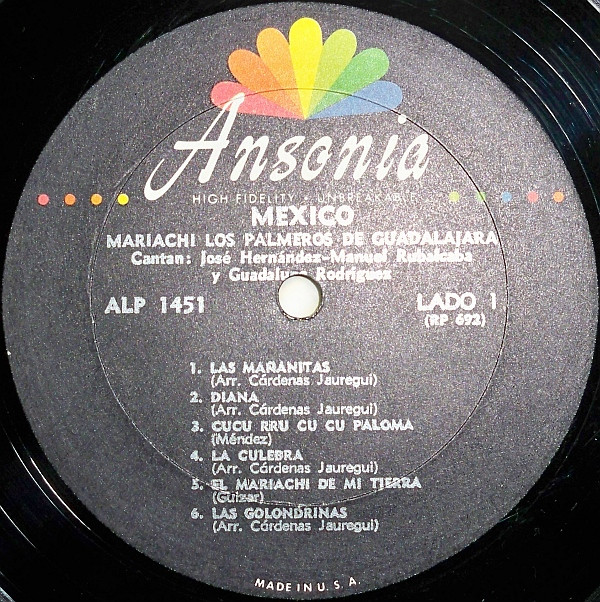 Ansonia
HIGH FIDELITY • UNBREAKABLE
MEXICO
MARIACHI LOS PALMEROS DE GUADALAJARA
Cantan: José Hernández-Manuel Rubalcaba
y Guadalupe Rodríguez
ALP 1451
LADO 1
(RP 692)
1. LAS MAÑANITAS
(Arr. Cárdenas Jauregui)
2. DIANA
(Arr. Cárdenas Jauregui)
3. CUCU RRU CU CU PALOMA
(Méndez)
4. LA CULEBRA
(Arr. Cárdenas Jauregui)
5. EL MARIACHI DE MI TIERRA
(Guizar)
6. LAS GOLONDRINAS
(Arr. Cárdenas Jauregui)
MADE IN U. S. A.